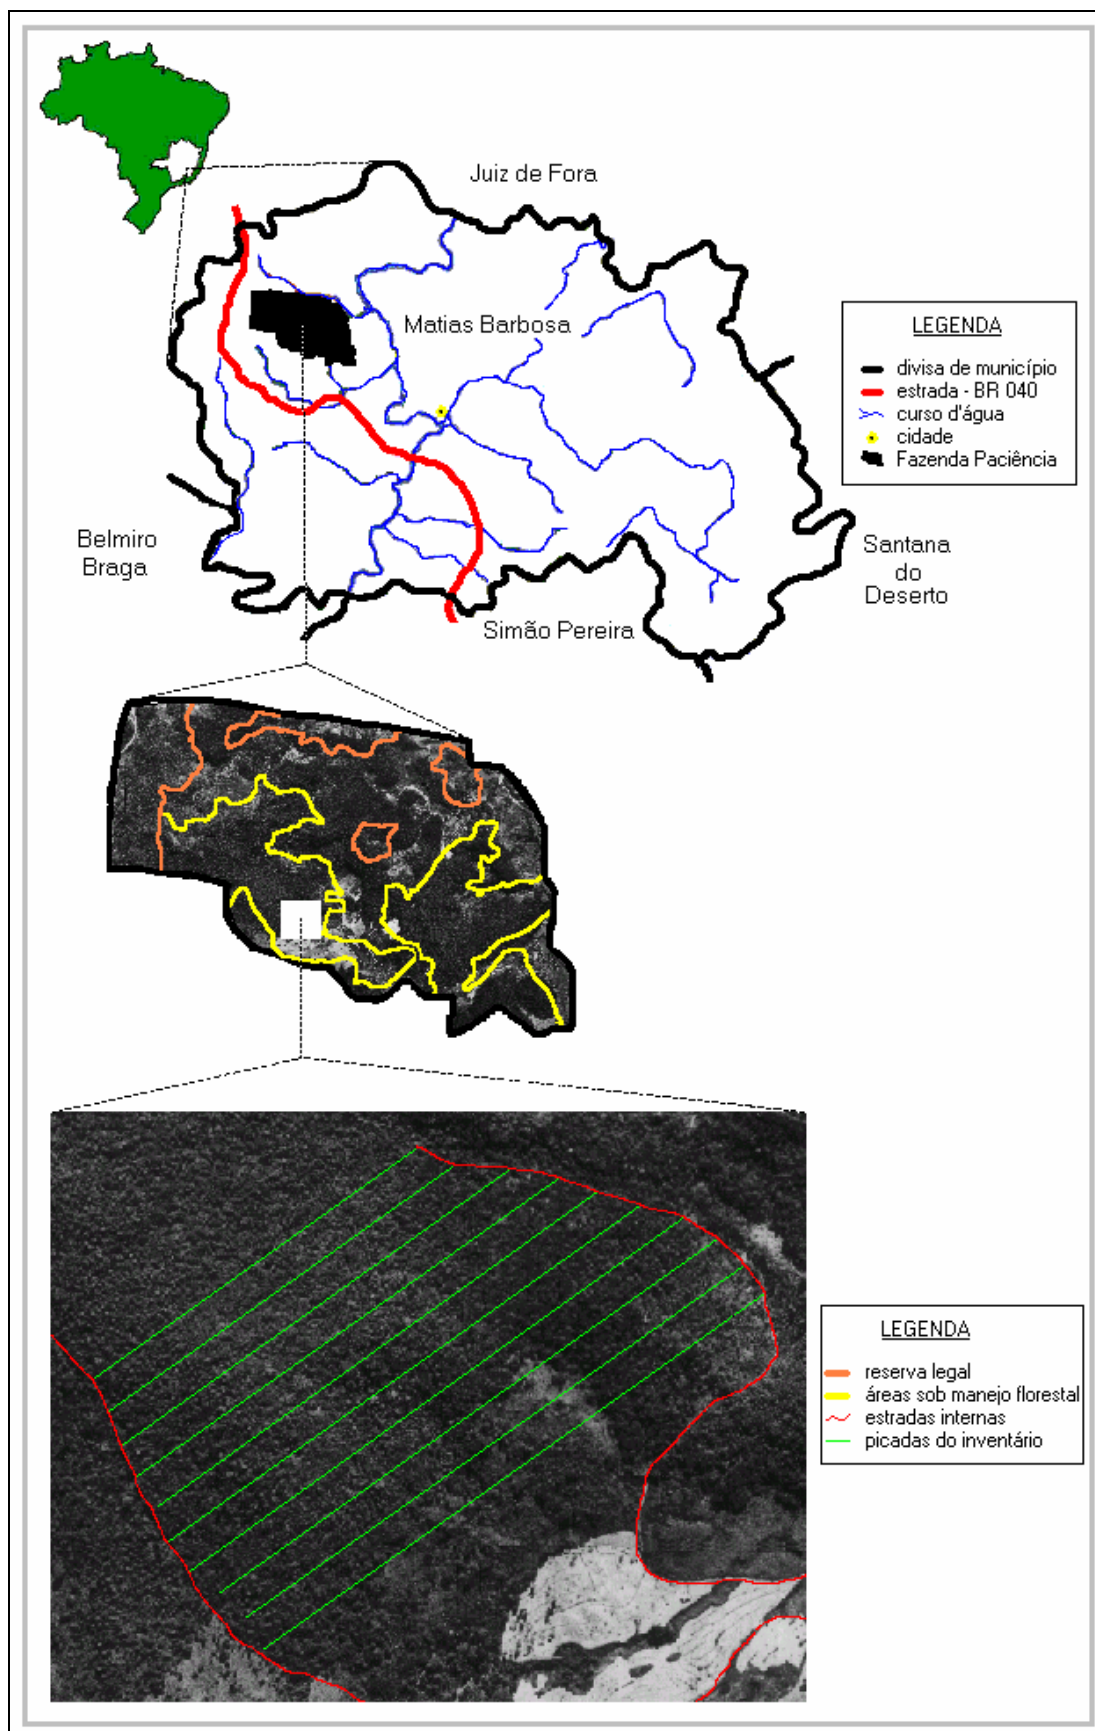 Juiz de Fora
Matias Barbosa
LEGENDA
divisa de município
estrada - BR 040
curso d'água
cidade
Fazenda Paciência
Belmiro
Braga
Santana
do
Deserto
Simão Pereira
LEGENDA
reserva legal
áreas sob manejo florestal
estradas internas
picadas do inventário